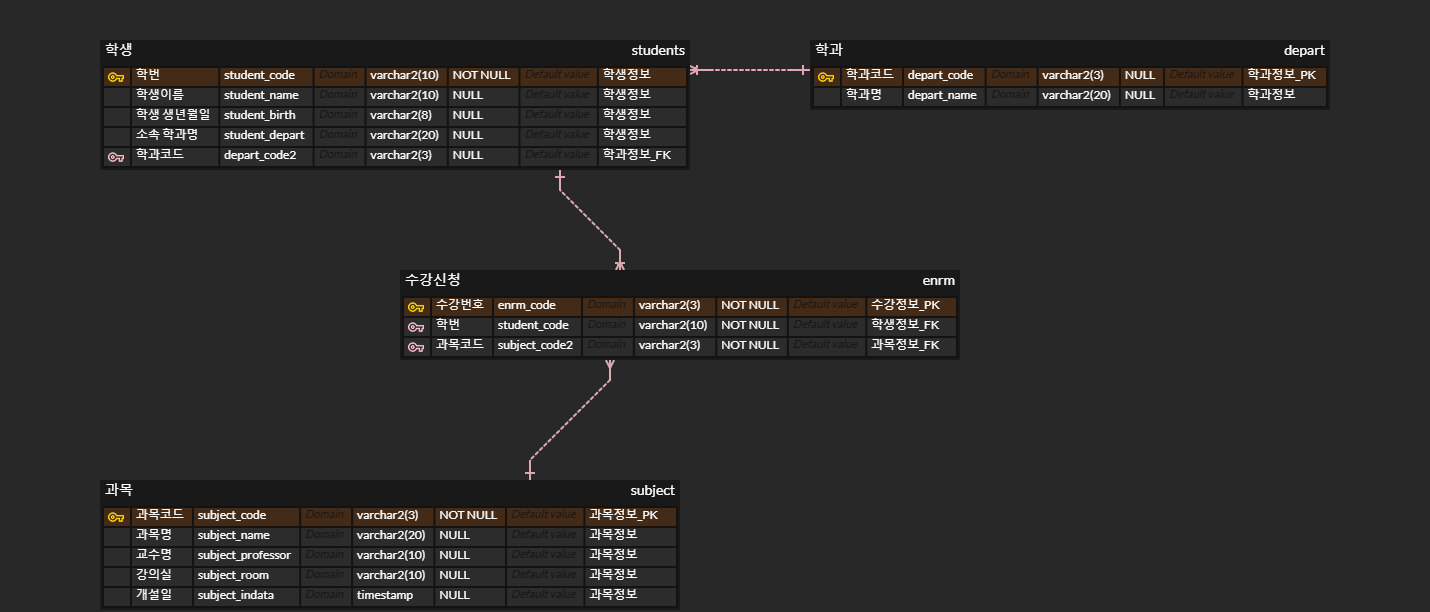 학생 students
학번 student_code Domain varchar2(10) NOT NULL Default value 학생정보
학생이름 student_name Domain varchar2(10) NULL Default value 학생정보
학생 생년월일 student_birth Domain varchar2(8) NULL Default value 학생정보
소속 학과명 student_depart Domain varchar2(20) NULL Default value 학생정보
학과코드 depart_code2 Domain varchar2(3) NULL Default value 학과정보_FK
학과 depart
학과코드 depart_code Domain varchar2(3) NULL Default value 학과정보_PK
학과명 depart_name Domain varchar2(20) NULL Default value 학과정보
수강신청 enrm
수강번호 enrm_code Domain varchar2(3) NOT NULL Default value 수강정보_PK
학번 student_code Domain varchar2(10) NOT NULL Default value 학생정보_FK
과목코드 subject_code2 Domain varchar2(3) NOT NULL Default value 과목정보_FK
과목 subject
과목코드 subject_code Domain varchar2(3) NOT NULL Default value 과목정보_PK
과목명 subject_name Domain varchar2(20) NULL Default value 과목정보
교수명 subject_professor Domain varchar2(10) NULL Default value 과목정보
강의실 subject_room Domain varchar2(10) NULL Default value 과목정보
개설일 subject_indata Domain timestamp NULL Default value 과목정보